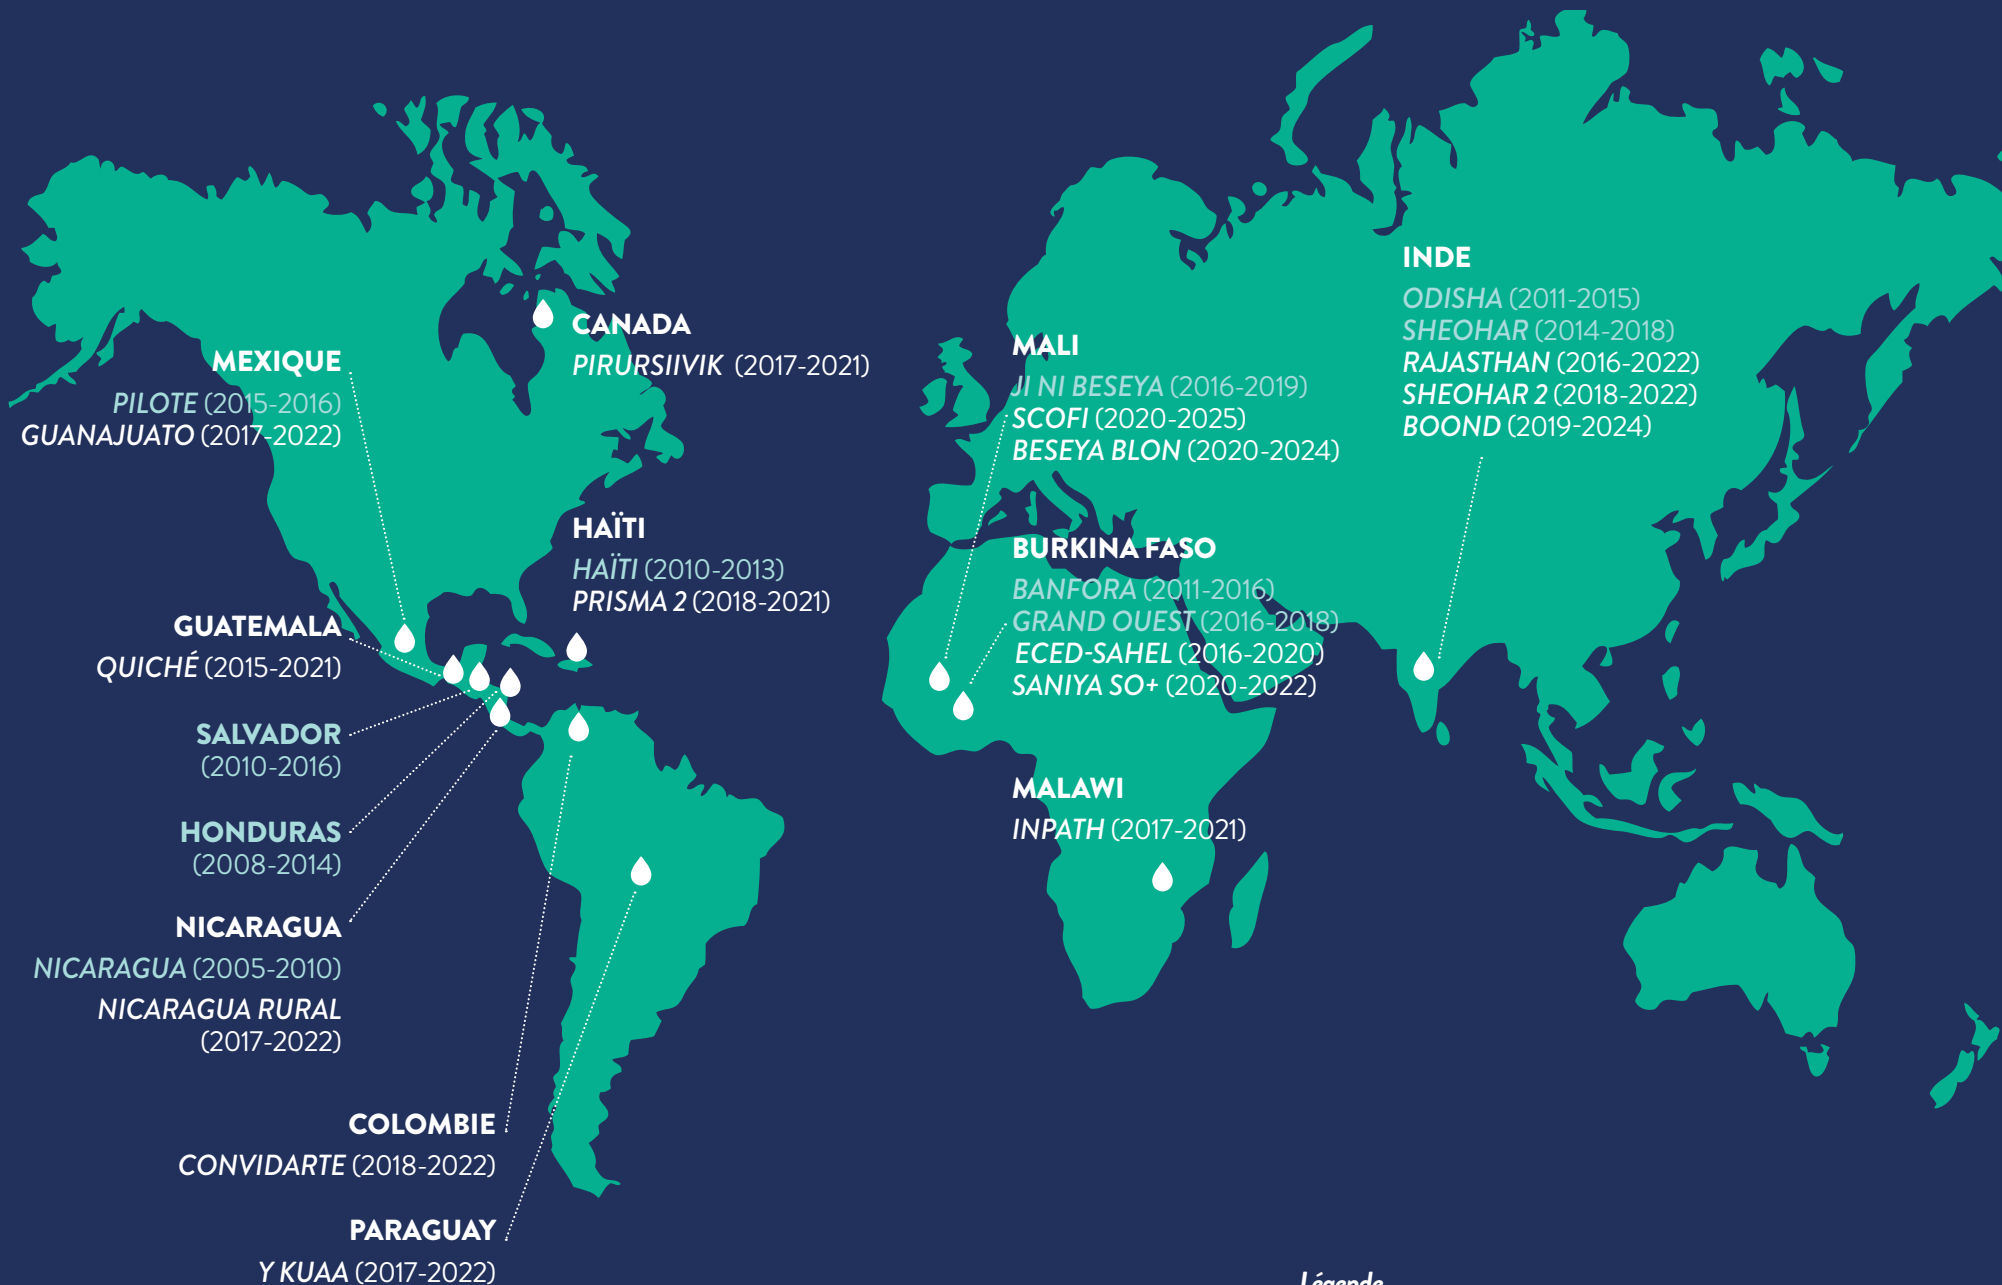 CANADA
PIRURSIIVIK (2017-2021)
MEXIQUE
PILOTE (2015-2016)
GUANAJUATO (2017-2022)
HAÏTI
HAÏTI (2010-2013)
PRISMA 2 (2018-2021)
GUATEMALA
QUICHÉ (2015-2021)
SALVADOR
(2010-2016)
HONDURAS
(2008-2014)
NICARAGUA
NICARAGUA (2005-2010)
NICARAGUA RURAL
(2017-2022)
COLOMBIE
CONVIDARTE (2018-2022)
PARAGUAY
Y KUAA (2017-2022)
MALI
JI NI BESEYA (2016-2019)
SCOFI (2020-2025)
BESEYA BLON (2020-2024)
BURKINA FASO
BANFORA (2011-2016)
GRAND OUEST (2016-2018)
ECED-SAHEL (2016-2020)
SANIYA SO+ (2020-2022)
MALAWI
INPATH (2017-2021)
INDE
ODISHA (2011-2015)
SHEOHAR (2014-2018)
RAJASTHAN (2016-2022)
SHEOHAR 2 (2018-2022)
BOOND (2019-2024)
Légende